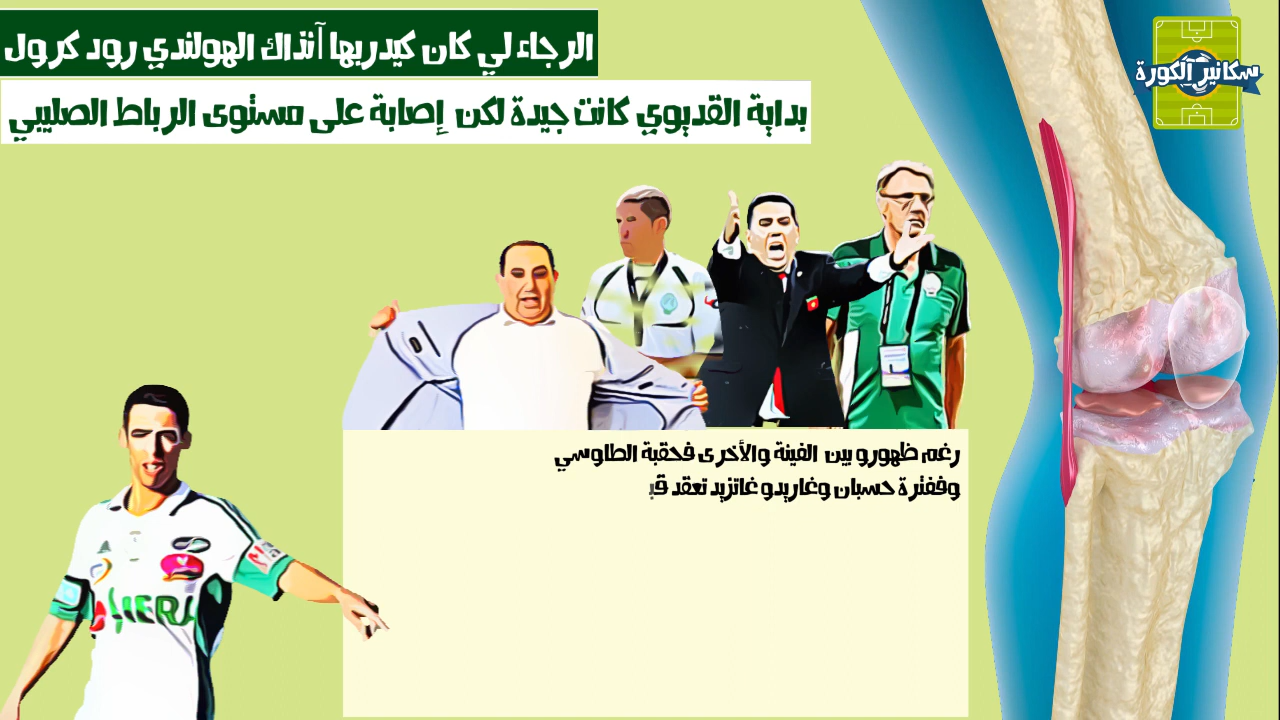 الرجاء لي كان كيدربها آنذاك الهولندي رود كرول
بداية القديوي كانت جيدة لكن إصابة على مستوى الرباط الصليبي
سكانير الكورة
رغم ظهورو بين الفينة والأخرى فحقبة الطاوسي
وففترة حسبان وغاريدو غاتزيد تعقد